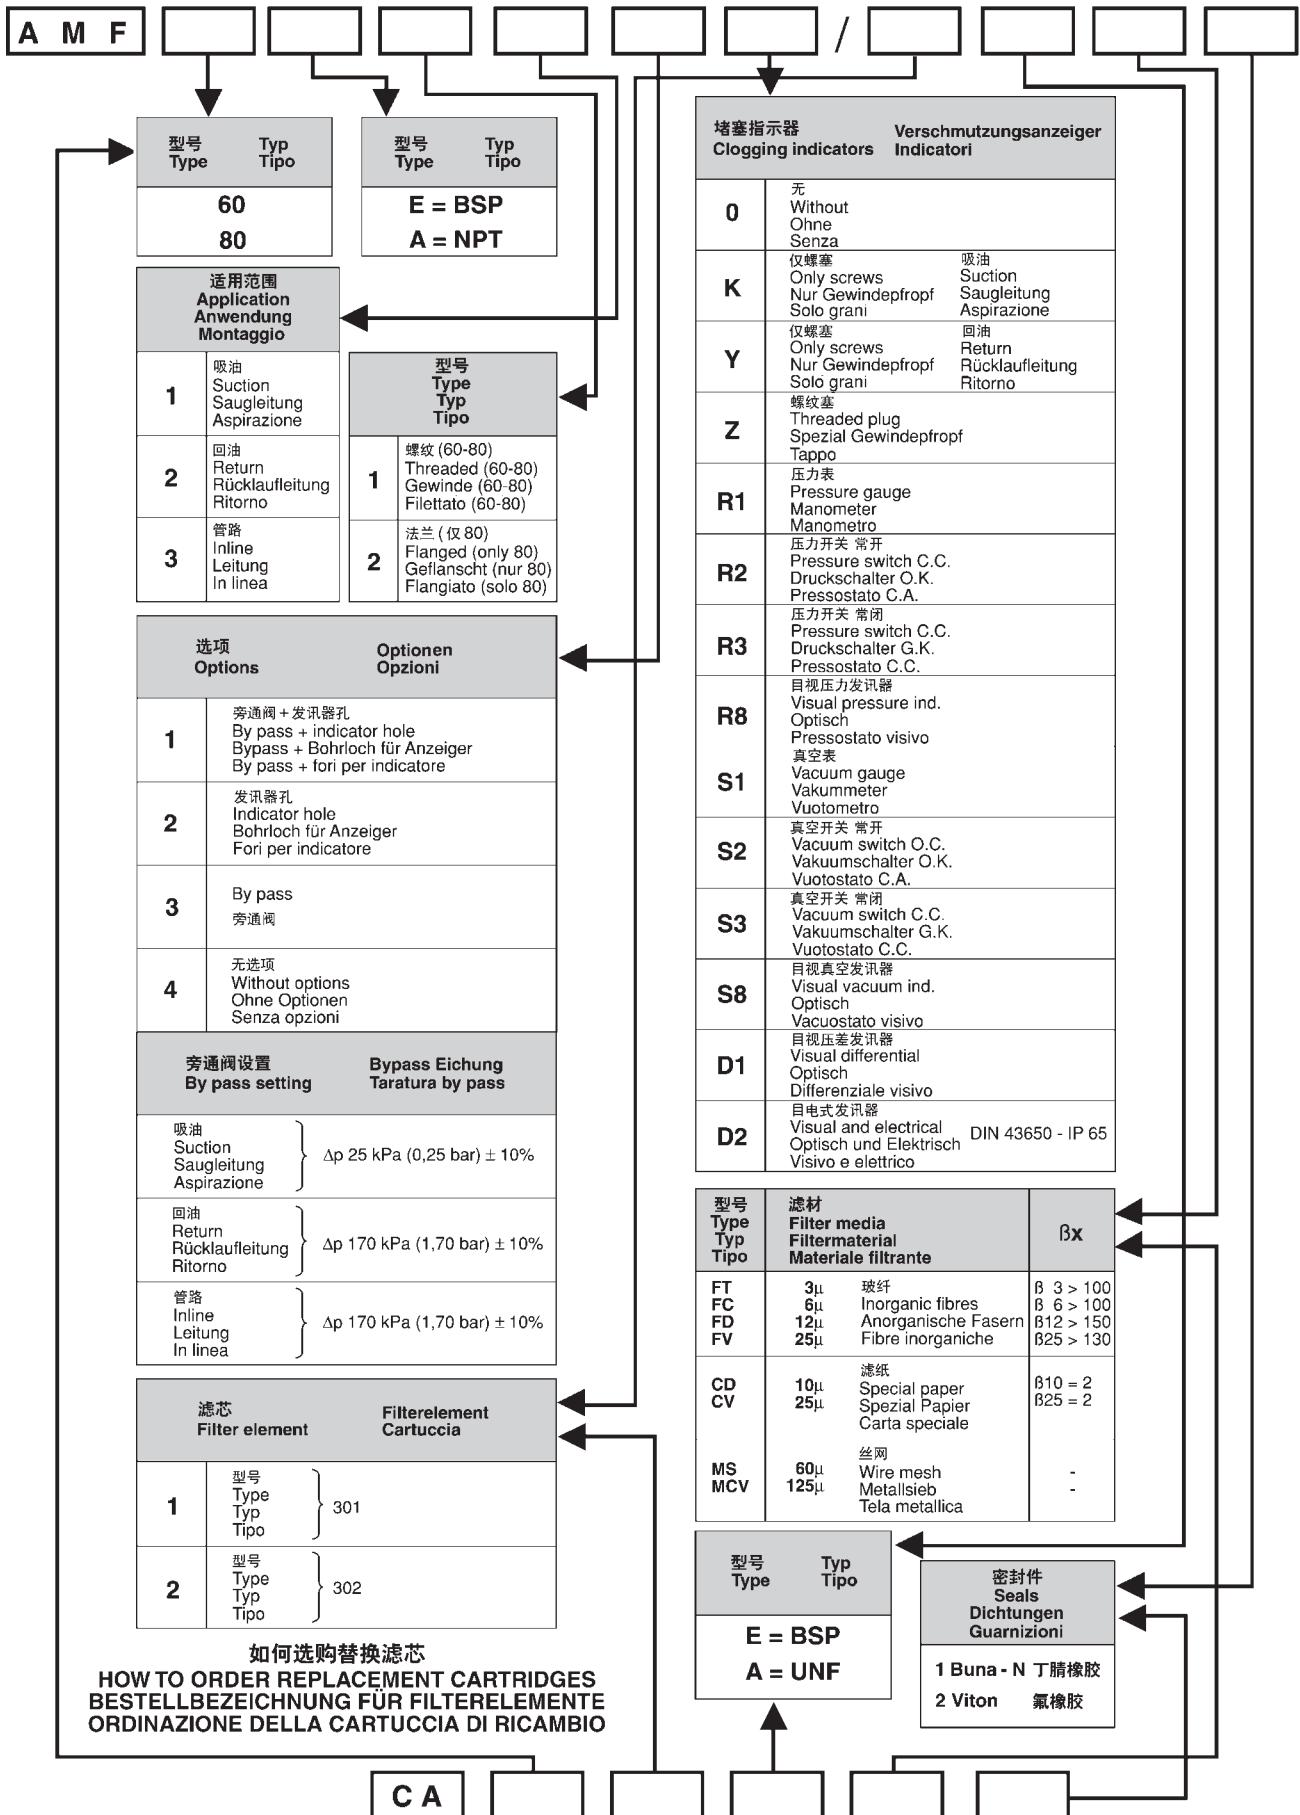 A M F
/
型号 Typ
Type Tipo
60
80
型号 Typ
Type Tipo
E = BSP
A = NPT
适用范围
Application
Anwendung
Montaggio
1
吸油
Suction
Saugleitung
Aspirazione
2
回油
Return
Rücklaufleitung
Ritorno
3
管路
Inline
Leitung
In linea
型号
Type
Typ
Tipo
1
螺纹 (60-80)
Threaded (60-80)
Gewinde (60-80)
Filettato (60-80)
2
法兰 ( 仅 80)
Flanged (only 80)
Geflanscht (nur 80)
Flangiato (solo 80)
选项 Optionen
Options Opzioni
1
旁通阀 + 发讯器孔
By pass + indicator hole
Bypass + Bohrloch für Anzeiger
By pass + fori per indicatore
2
发讯器孔
Indicator hole
Bohrloch für Anzeiger
Fori per indicatore
3
By pass
旁通阀
4
无选项
Without options
Ohne Optionen
Senza opzioni
旁通阀设置 Bypass Eichung
By pass setting Taratura by pass
吸油
Suction
Saugleitung
Aspirazione
Δp 25 kPa (0,25 bar) ± 10%
回油
Return
Rücklaufleitung
Ritorno
Δp 170 kPa (1,70 bar) ± 10%
管路
Inline
Leitung
In linea
Δp 170 kPa (1,70 bar) ± 10%
滤芯 Filterelement
Filter element Cartuccia
1
型号
Type
Typ
Tipo
301
2
型号
Type
Typ
Tipo
302
堵塞指示器 Verschmutzungsanzeiger
Clogging indicators Indicatori
0
无
Without
Ohne
Senza
K
仅螺塞 吸油
Only screws Suction
Nur Gewindepfropf Saugleitung
Solo grani Aspirazione
Y
仅螺塞 回油
Only screws Return
Nur Gewindepfropf Rücklaufleitung
Solo grani Ritorno
Z
螺纹塞
Threaded plug
Spezial Gewindepfropf
Tappo
R1
压力表
Pressure gauge
Manometer
Manometro
R2
压力开关 常开
Pressure switch C.C.
Druckschalter O.K.
Pressostato C.A.
R3
压力开关 常闭
Pressure switch C.C.
Druckschalter G.K.
Pressostato C.C.
R8
目视压力发讯器
Visual pressure ind.
Optisch
Pressostato visivo
S1
真空表
Vacuum gauge
Vakummeter
Vuotometro
S2
真空开关 常开
Vacuum switch O.C.
Vakuumschalter O.K.
Vuotostato C.A.
S3
真空开关 常闭
Vacuum switch C.C.
Vakuumschalter G.K.
Vuotostato C.C.
S8
目视真空发讯器
Visual vacuum ind.
Optisch
Vacuostato visivo
D1
目视压差发讯器
Visual differential
Optisch
Differenziale visivo
D2
目电式发讯器
Visual and electrical
Optisch und Elektrisch
Visivo e elettrico
DIN 43650 - IP 65
型号
Type
Typ
Tipo
滤材
Filter media
Filtermaterial
Materiale filtrante
ßx
FT 3µ 玻纤 ß 3 > 100
FC 6µ Inorganic fibres ß 6 > 100
FD 12µ Anorganische Fasern ß12 > 150
FV 25µ Fibre inorganiche ß25 > 130
滤纸
CD 10µ Special paper ß10 = 2
CV 25µ Spezial Papier ß25 = 2
Carta speciale
丝网
MS 60µ Wire mesh -
MCV 125µ Metallsieb -
Tela metallica
型号 Typ
Type Tipo
E = BSP
A = UNF
密封件
Seals
Dichtungen
Guarnizioni
1 Buna - N 丁腈橡胶
2 Viton 氟橡胶
如何选购替换滤芯
HOW TO ORDER REPLACEMENT CARTRIDGES
BESTELLBEZEICHNUNG FÜR FILTERELEMENTE
ORDINAZIONE DELLA CARTUCCIA DI RICAMBIO
C A